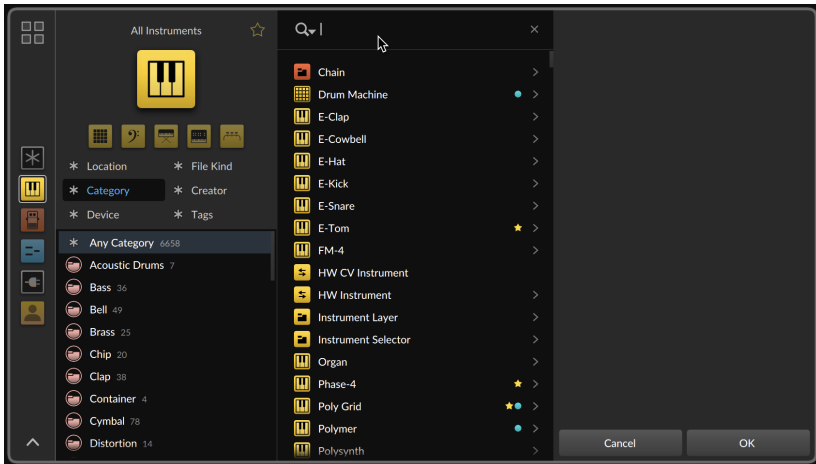 All Instruments
Location
File Kind
Category
Creator
Device
Tags
Any Category 6658
Acoustic Drums 7
Bass 36
Bell 49
Brass 25
Chip 20
Clap 38
Container 4
Cymbal 78
Distortion 14
Chain
Drum Machine
E-Clap
E-Cowbell
E-Hat
E-Kick
E-Snare
E-Tom
FM-4
HW CV Instrument
HW Instrument
Instrument Layer
Instrument Selector
Organ
Phase-4
Poly Grid
Polymer
Polysynth
Cancel
OK